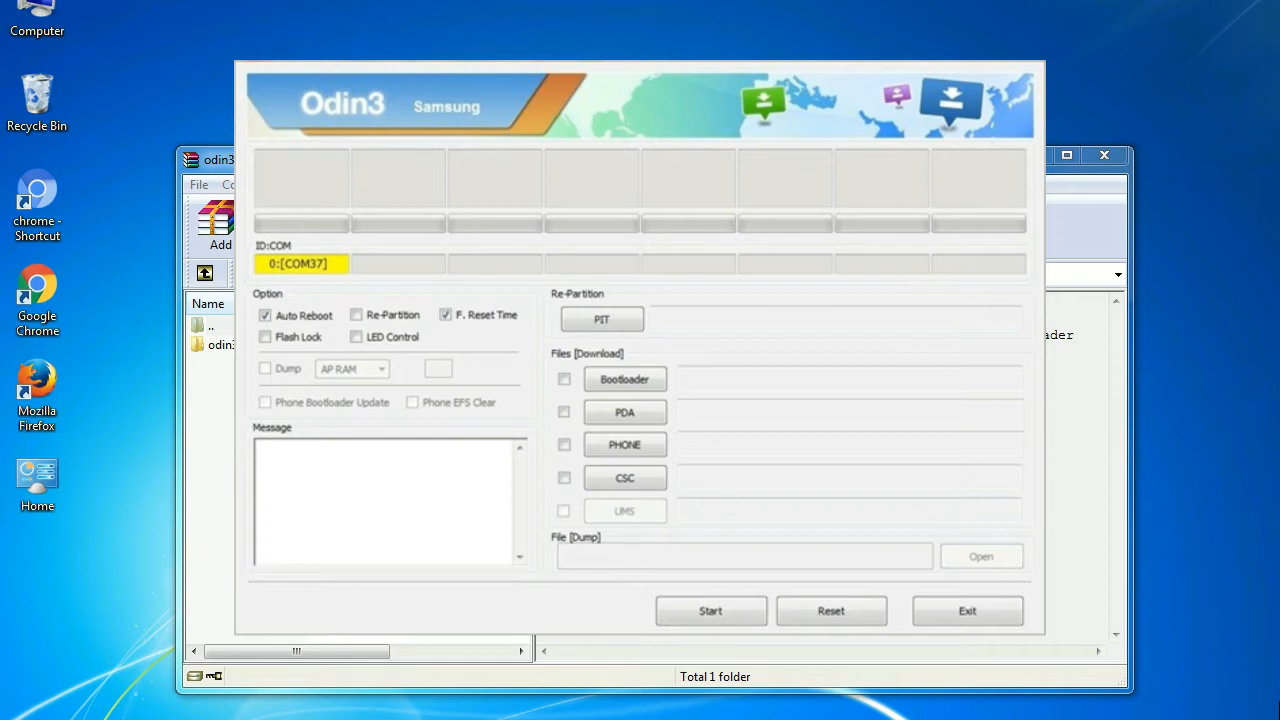 Computer
Recycle Bin
chrome -
Shortcut
Google
Chrome
Mozilla
Firefox
Home
odin3
File
Add
Name
..
odin3
Odin3 Samsung
ID:COM
0:[COM37]
Option
Auto Reboot Re-Partition F. Reset Time
Flash Lock LED Control
Dump AP RAM
Phone Bootloader Update Phone EFS Clear
Message
Re-Partition
PIT
Files [Download]
Bootloader
PDA
PHONE
CSC
UMS
File [Dump]
Open
Start Reset Exit
Total 1 folder